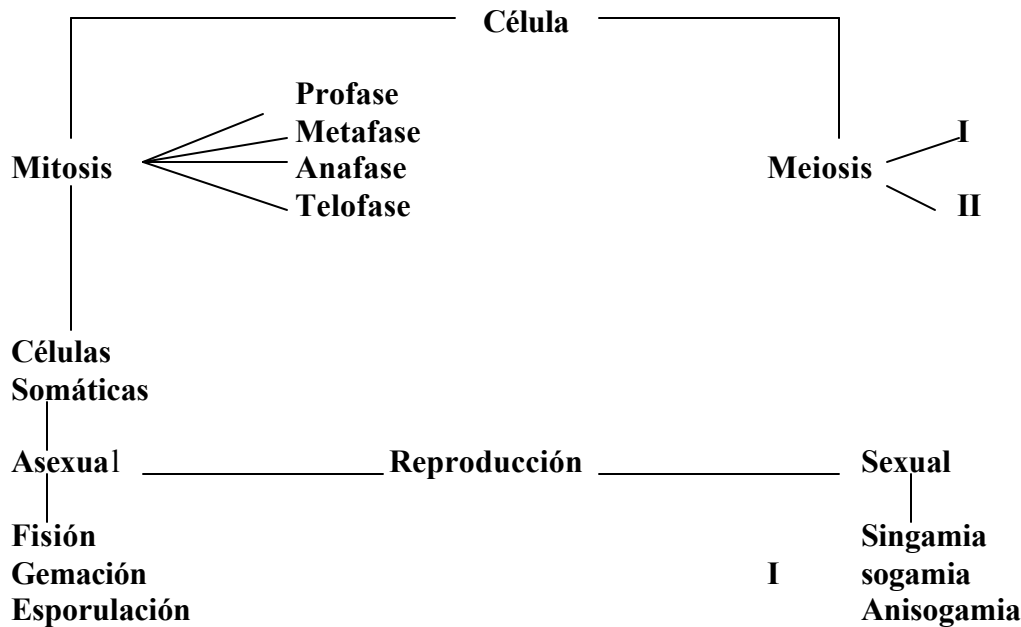 Célula
Profase
Metafase
I
Mitosis
Anafase
Meiosis
Telofase
II
Células
Somáticas
Asexual
Reproducción
Sexual
Fisión
Singamia
Gemación
I sogamia
Esporulación
Anisogamia